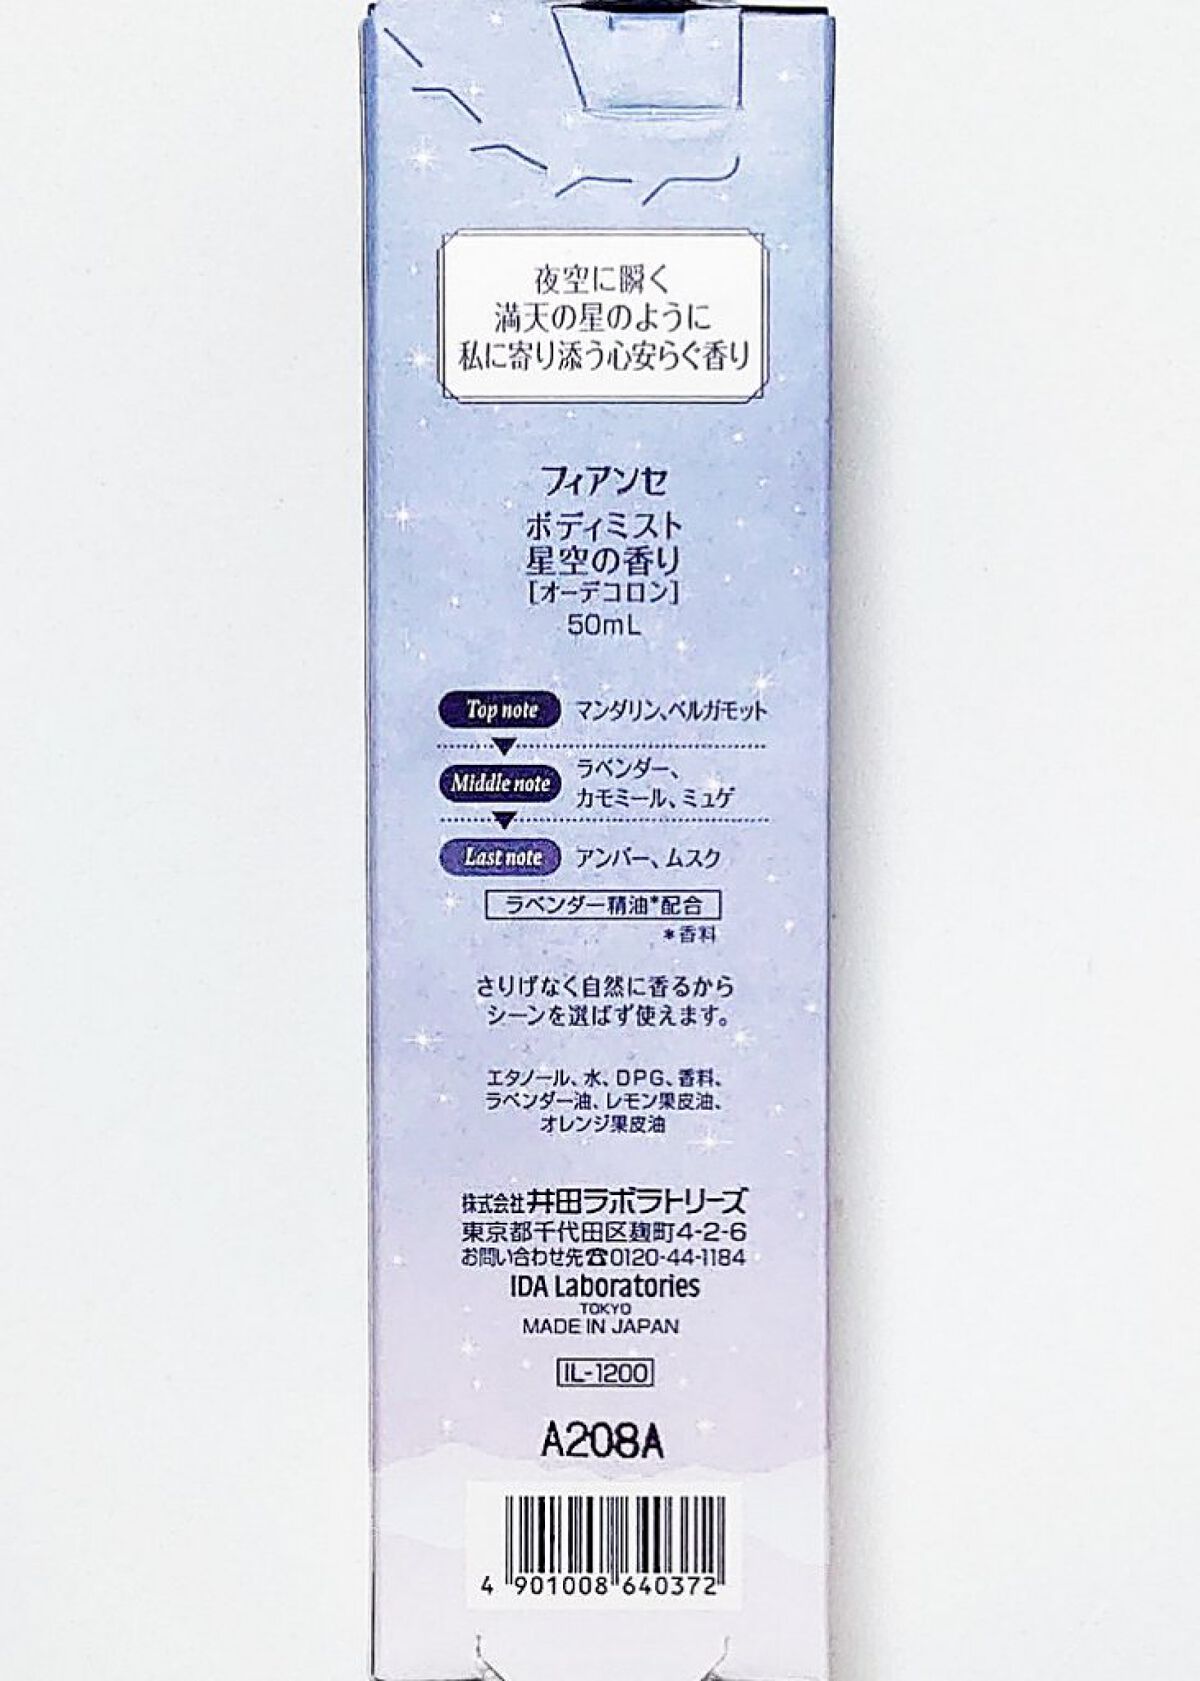 夜空に瞬く
満天の星のように
私に寄り添う心安らぐ香り
フィアンセ
ボディミスト
星空の香り
[オーデコロン]
50mL
Top note マンダリン、ベルガモット
Middle note ラベンダー、
カモミール、ミュゲ
Last note アンバー、ムスク
ラベンダー精油*配合
*香料
さりげなく自然に香るから
シーンを選ばず使えます。
エタノール、水、DPG、香料、
ラベンダー油、レモン果皮油、
オレンジ果皮油
株式会社井田ラボラトリーズ
東京都千代田区麹町4-2-6
お問い合わせ先☎0120-44-1184
IDA Laboratories
TOKYO
MADE IN JAPAN
IL-1200
A208A
4 901008 640372